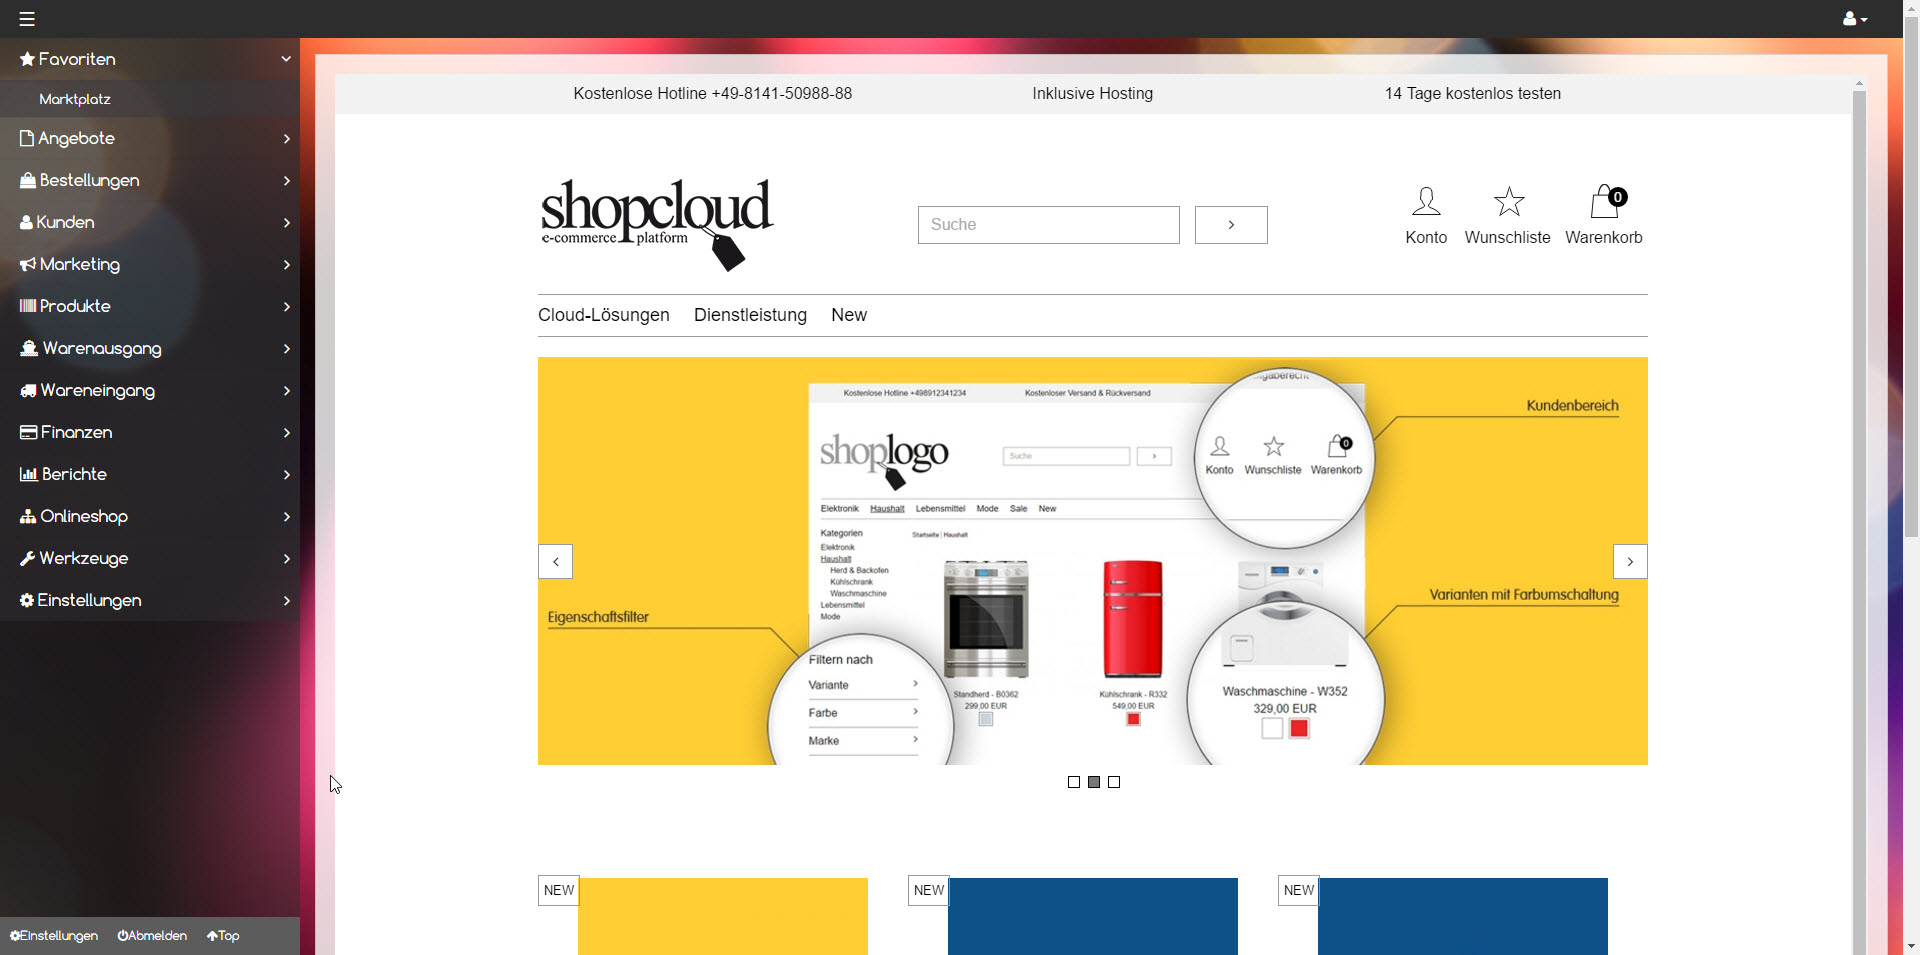 Favoriten
Marktplatz
Angebote
Bestellungen
Kunden
Marketing
Produkte
Warenausgang
Wareneingang
Finanzen
Berichte
Onlineshop
Werkzeuge
Einstellungen
Einstellungen Abmelden Top
Kostenlose Hotline +49-8141-50988-88 Inklusive Hosting 14 Tage kostenlos testen
shopcloud
e-commerce platform
Suche >
0
Konto Wunschliste Warenkorb
Cloud-Lösungen Dienstleistung New
Kostenlose Hotline +498912341234 Kostenloser Versand & Rückversand
Kundenbereich
shoplogo
Suche >
0
Konto Wunschliste Warenkorb
Elektronik Haushalt Lebensmittel Mode Sale New
Kategorien
Startseite | Haushalt
Elektronik
Haushalt
Herd & Backofen
Kühlschrank
Waschmaschine
Lebensmittel
Mode
Varianten mit Farbumschaltung
Eigenschaftsfilter
Filtern nach
Variante
Farbe
Marke
Standherd - B0362
299,00 EUR
Kühlschrank - R332
549,00 EUR
Waschmaschine - W352
329,00 EUR
NEW NEW NEW